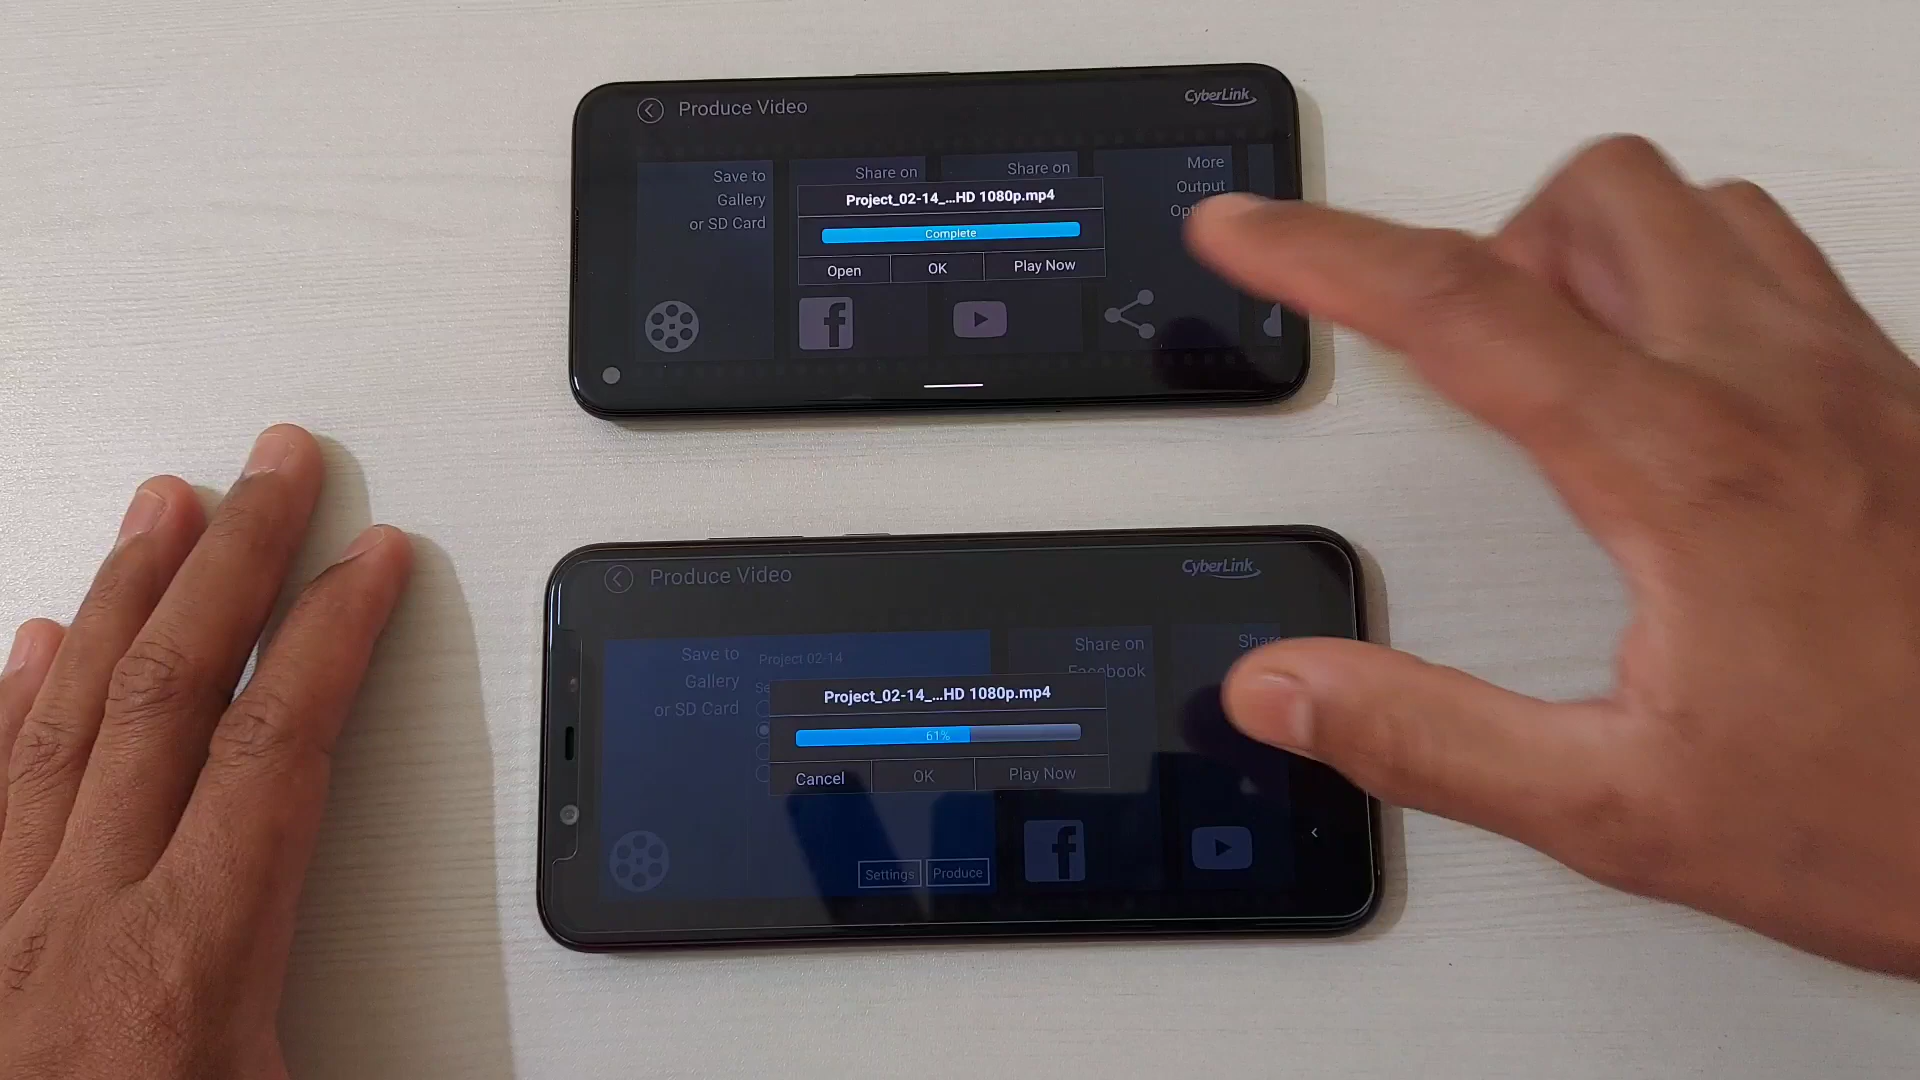 Produce Video
CyberLink
Save to
Gallery
or SD Card
Share on
Share on
More
Output
Project_02-14_...HD 1080p.mp4
Complete
Open
OK
Play Now
Produce Video
CyberLink
Save to
Gallery
or SD Card
Project 02-14
Share on
Facebook
Project_02-14_...HD 1080p.mp4
61%
Cancel
OK
Play Now
Settings
Produce